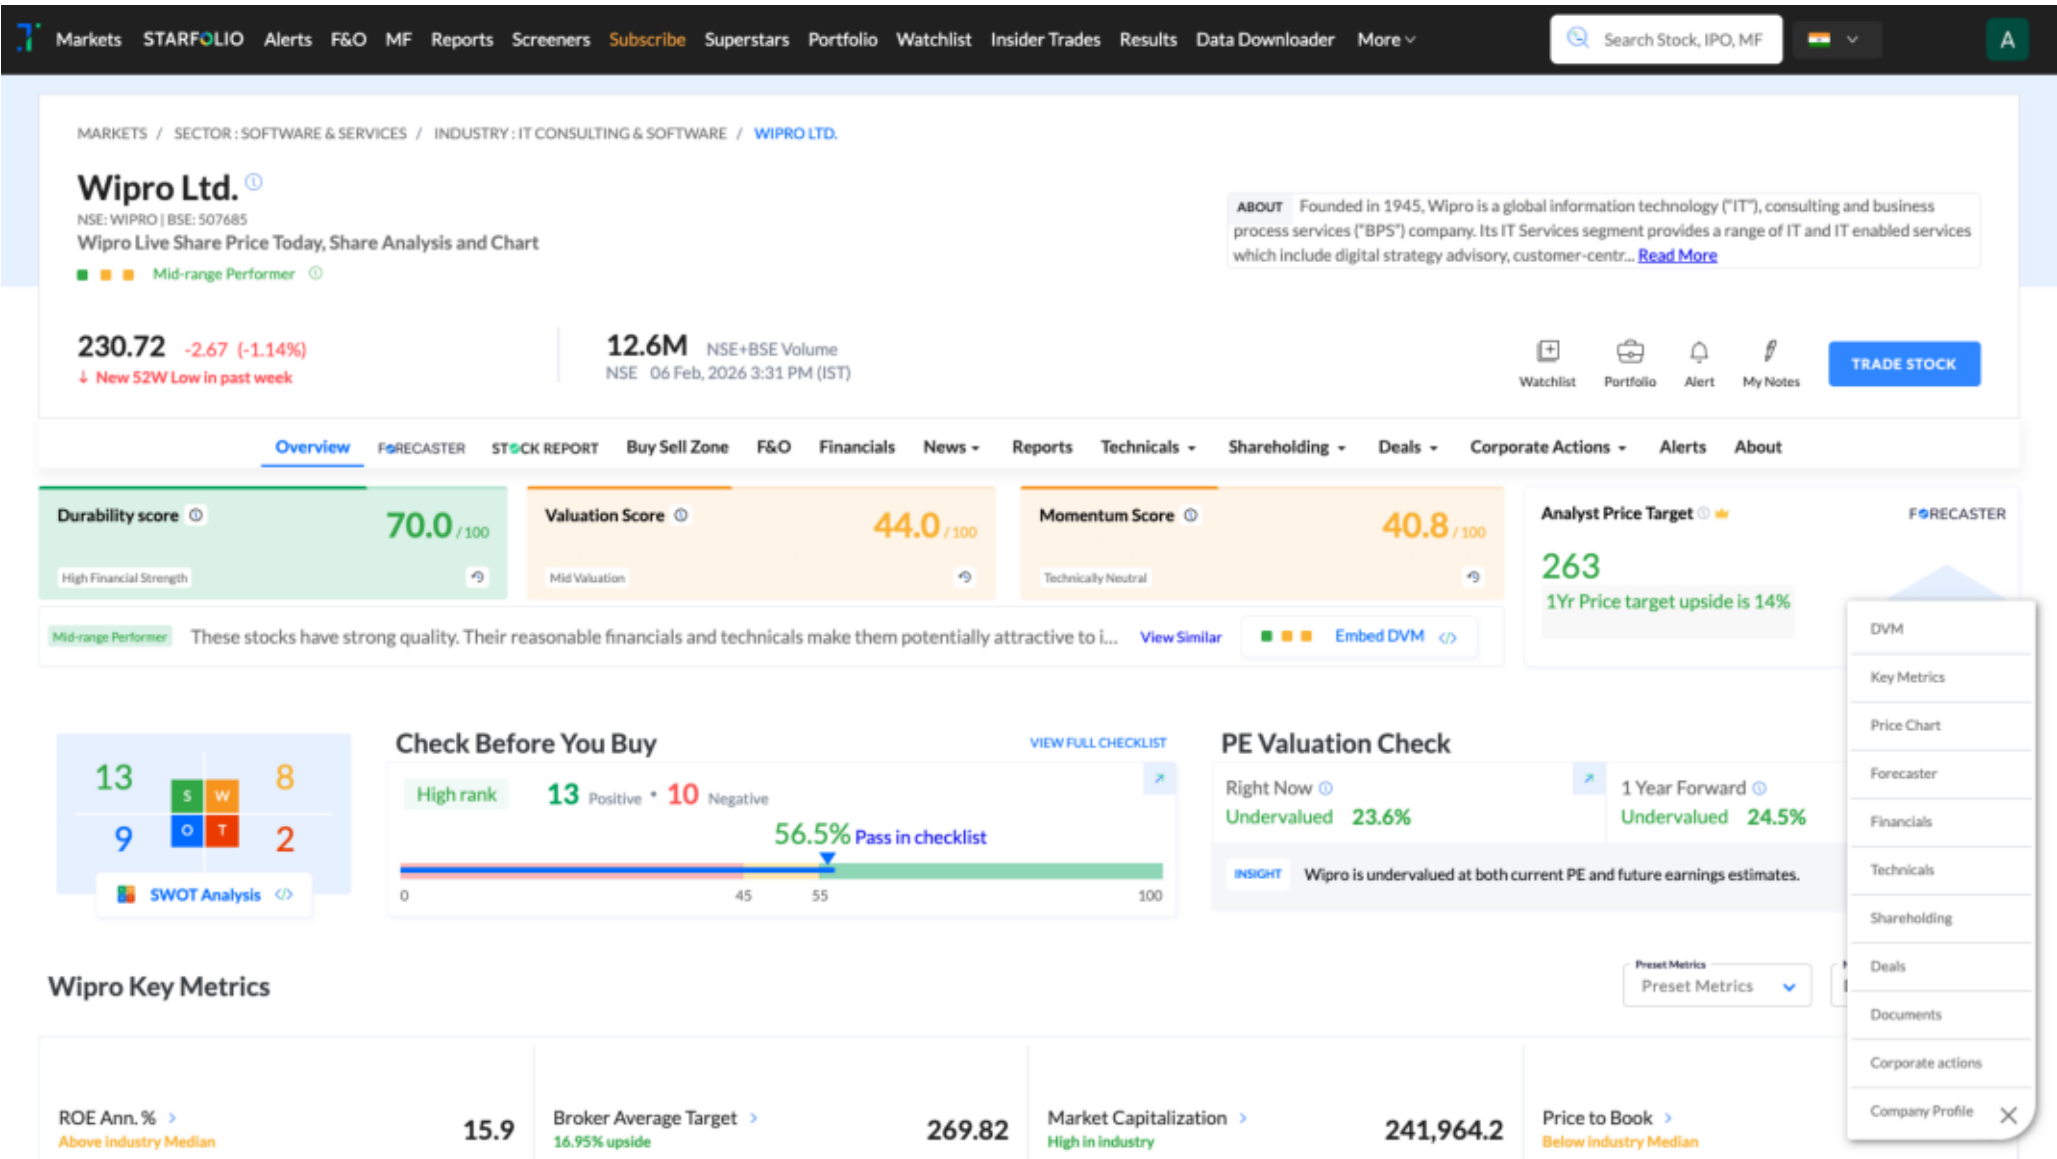 Markets STARFOLIO Alerts F&O MF Reports Screeners Subscribe Superstars Portfolio Watchlist Insider Trades Results Data Downloader More Search Stock, IPO, MF A
MARKETS / SECTOR : SOFTWARE & SERVICES / INDUSTRY : IT CONSULTING & SOFTWARE / WIPRO LTD.
Wipro Ltd.
NSE: WIPRO | BSE: 507685
Wipro Live Share Price Today, Share Analysis and Chart
Mid-range Performer
ABOUT Founded in 1945, Wipro is a global information technology ("IT"), consulting and business
process services ("BPS") company. Its IT Services segment provides a range of IT and IT enabled services
which include digital strategy advisory, customer-centr... Read More
230.72 -2.67 (-1.14%)
↓ New 52W Low in past week
12.6M NSE+BSE Volume
NSE 06 Feb, 2026 3:31 PM (IST)
Watchlist Portfolio Alert My Notes TRADE STOCK
Overview FORECASTER STOCK REPORT Buy Sell Zone F&O Financials News Reports Technicals Shareholding Deals Corporate Actions Alerts About
Durability score 70.0 / 100
High Financial Strength
Valuation Score 44.0 / 100
Mid Valuation
Momentum Score 40.8 / 100
Technically Neutral
Analyst Price Target FORECASTER
263
1Yr Price target upside is 14%
Mid-range Performer These stocks have strong quality. Their reasonable financials and technicals make them potentially attractive to i... View Similar Embed DVM </>
13 8
S W
O T
9 2
SWOT Analysis </>
Check Before You Buy VIEW FULL CHECKLIST
High rank 13 Positive • 10 Negative
56.5% Pass in checklist
0 45 55 100
PE Valuation Check
Right Now
Undervalued 23.6%
1 Year Forward
Undervalued 24.5%
INSIGHT Wipro is undervalued at both current PE and future earnings estimates.
Wipro Key Metrics
Preset Metrics
Preset Metrics
ROE Ann. % 15.9
Above industry Median
Broker Average Target 269.82
16.95% upside
Market Capitalization 241,964.2
High in industry
Price to Book
Below industry Median
DVM
Key Metrics
Price Chart
Forecaster
Financials
Technicals
Shareholding
Deals
Documents
Corporate actions
Company Profile